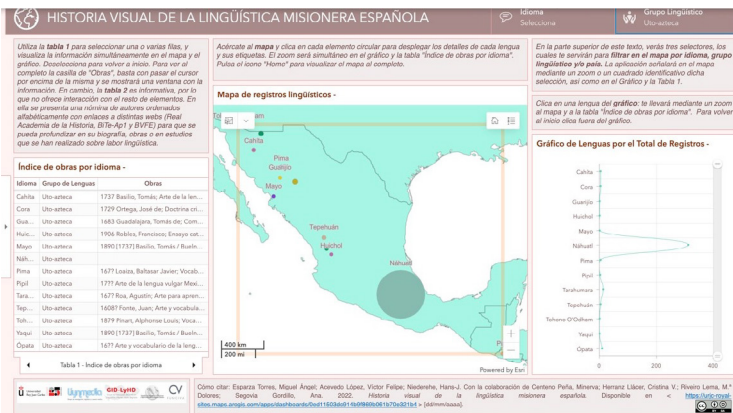 HISTORIA VISUAL DE LA LINGÜÍSTICA MISIONERA ESPAÑOLA
Idioma
Selecciona
Grupo Lingüístico
Uto-azteca
Utiliza la tabla 1 para seleccionar una o varias filas, y
visualizar la información simultáneamente en el mapa y el
gráfico. Deselecciona para volver a inicio. Para ver al
completo la casilla de "Obras", basta con pasar el cursor
por encima de la misma y se mostrará una ventana con la
información. En cambio, la tabla 2 es informativa, por lo
que no ofrece interacción con el resto de elementos. En
ella se presenta una nómina de autores ordenados
alfabéticamente con enlaces a distintas webs (Real
Academia de la Historia, BiTe-Ap1 y BVFE) para que se
pueda profundizar en su biografía, obras o en estudios
que se han realizado sobre labor lingüística.
Acércate al mapa y clica en cada elemento circular para desplegar los detalles de cada lengua
y sus etiquetas. El zoom será simultáneo en el gráfico y la tabla "Índice de obras por idioma".
Pulsa el icono "Home" para visualizar el mapa al completo.
En la parte superior de este texto, verás tres selectores, los
cuales te servirán para filtrar en el mapa por idioma, grupo
lingüístico y/o país. La aplicación señalará en el mapa
mediante un zoom o un cuadrado identificativo dicha
selección, así como en el Gráfico y la Tabla 1.
Clica en una lengua del gráfico: te llevará mediante un zoom
al mapa y a la tabla "Índice de obras por idioma". Para volver
al inicio clica fuera del gráfico.
Índice de obras por idioma -
Idioma Grupo de Lenguas Obras
Cahita Uto-azteca 1737 Basilio, Tomás; Arte de la len...
Cora Uto-azteca 1729 Ortega, José de; Doctrina cri...
Gua... Uto-azteca 1683 Guadalajara, Tomás de; Com...
Huic... Uto-azteca 1906 Robles, Francisco; Ensayo cat...
Mayo Uto-azteca 1890 [1737] Basilio, Tomás / Bueln...
Náh... Uto-azteca
Pima Uto-azteca 167? Loaiza, Baltasar Javier; Vocab...
Pipil Uto-azteca 17?? Arte de la lengua vulgar Mexi...
Tara... Uto-azteca 167? Roa, Agustín; Arte para apren...
Tep... Uto-azteca 1608? Fonte, Juan; Arte y vocabula...
Toh... Uto-azteca 1879 Pinart, Alphonse Louis; Voca...
Yaqui Uto-azteca 1890 [1737] Basilio, Tomás / Bueln...
Ópata Uto-azteca 16?? Arte y vocabulario de la leng...
Tabla 1 - Índice de obras por idioma
Mapa de registros lingüísticos -
Cahita
Pima
Guaijio
Mayo
Tepehuán
Huichol
Náhuatl
400 km
200 mi
Powered by Esri
Gráfico de Lenguas por el Total de Registros -
Cahita
Cora
Guarijío
Huichol
Mayo
Náhuatl
Pima
Pipil
Tarahumara
Tepehuán
Tohono O'Odham
Yaqui
Ópata
0
100
200
300
400
GID-LyHD
CV
Cómo citar: Esparza Torres, Miguel Ángel; Acevedo López, Víctor Felipe; Niederehe, Hans-J. Con la colaboración de Centeno Peña, Minerva; Herranz Llácer, Cristina V.; Piveiro Lema, M.ª
Dolores; Segovia Gordillo, Ana. 2022. Historia visual de la lingüística misionera española. Disponible en <